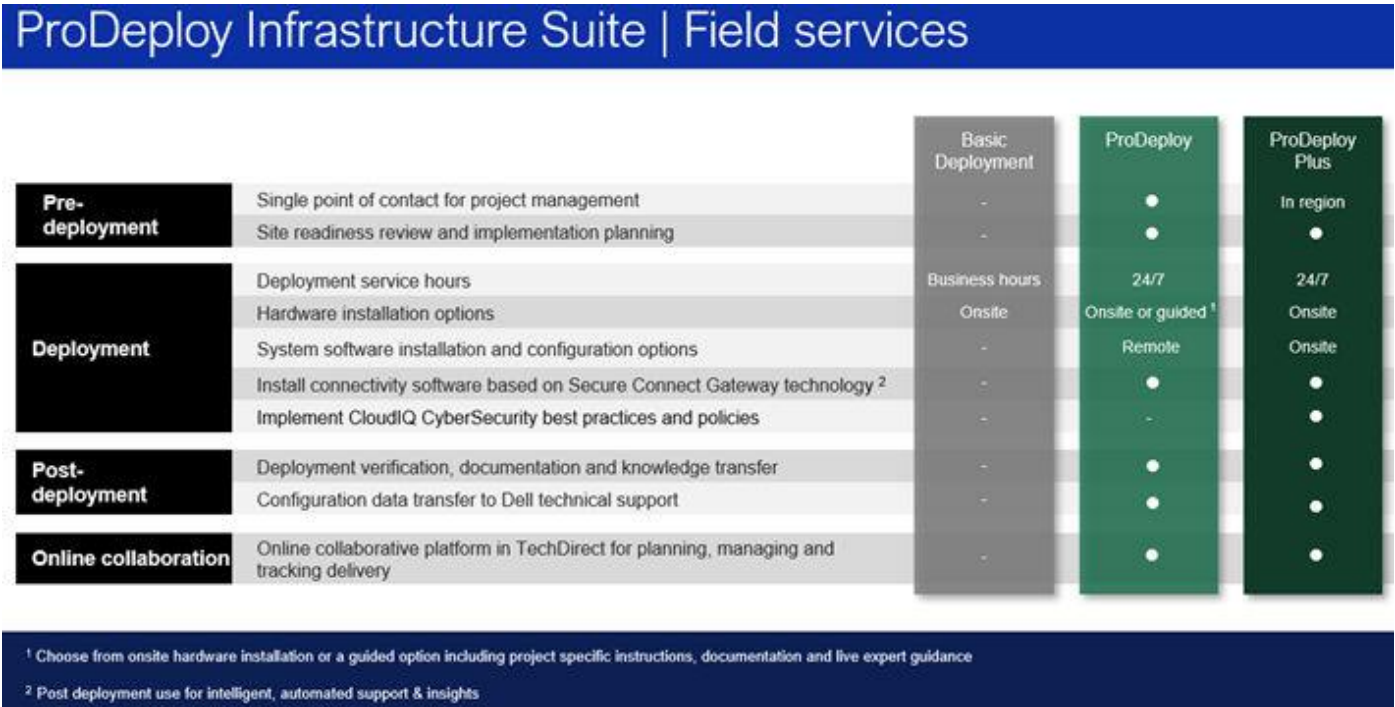 ProDeploy Infrastructure Suite | Field services
Basic
Deployment
ProDeploy
ProDeploy
Plus
Pre-
deployment
Single point of contact for project management - ● In region
Site readiness review and implementation planning - ● ●
Deployment
Deployment service hours Business hours 24/7 24/7
Hardware installation options Onsite Onsite or guided ¹ Onsite
System software installation and configuration options - Remote Onsite
Install connectivity software based on Secure Connect Gateway technology ² - ● ●
Implement CloudIQ CyberSecurity best practices and policies - - ●
Post-
deployment
Deployment verification, documentation and knowledge transfer - ● ●
Configuration data transfer to Dell technical support - ● ●
Online collaboration
Online collaborative platform in TechDirect for planning, managing and
tracking delivery - ● ●
¹ Choose from onsite hardware installation or a guided option including project specific instructions, documentation and live expert guidance
² Post deployment use for intelligent, automated support & insights